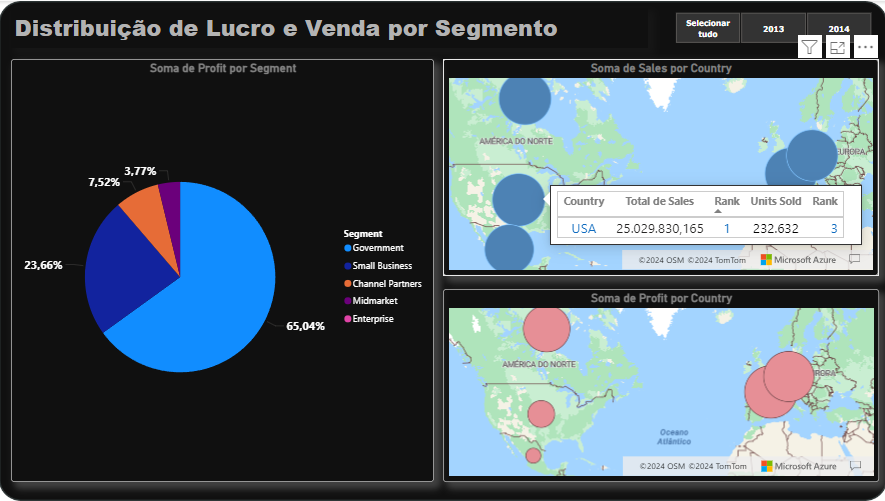 Distribuição de Lucro e Venda por Segmento
Selecionar
tudo
2013
2014
Soma de Profit por Segment
3,77%
7,52%
23,66%
65,04%
Segment
Government
Small Business
Channel Partners
Midmarket
Enterprise
Soma de Sales por Country
AMÉRICA DO NORTE
EUROPA
Country Total de Sales Rank Units Sold Rank
USA 25.029.830,165 1 232.632 3
©2024 OSM ©2024 TomTom Microsoft Azure
Soma de Profit por Country
AMÉRICA DO NORTE
EUROPA
Oceano
Atlântico
©2024 OSM ©2024 TomTom Microsoft Azure